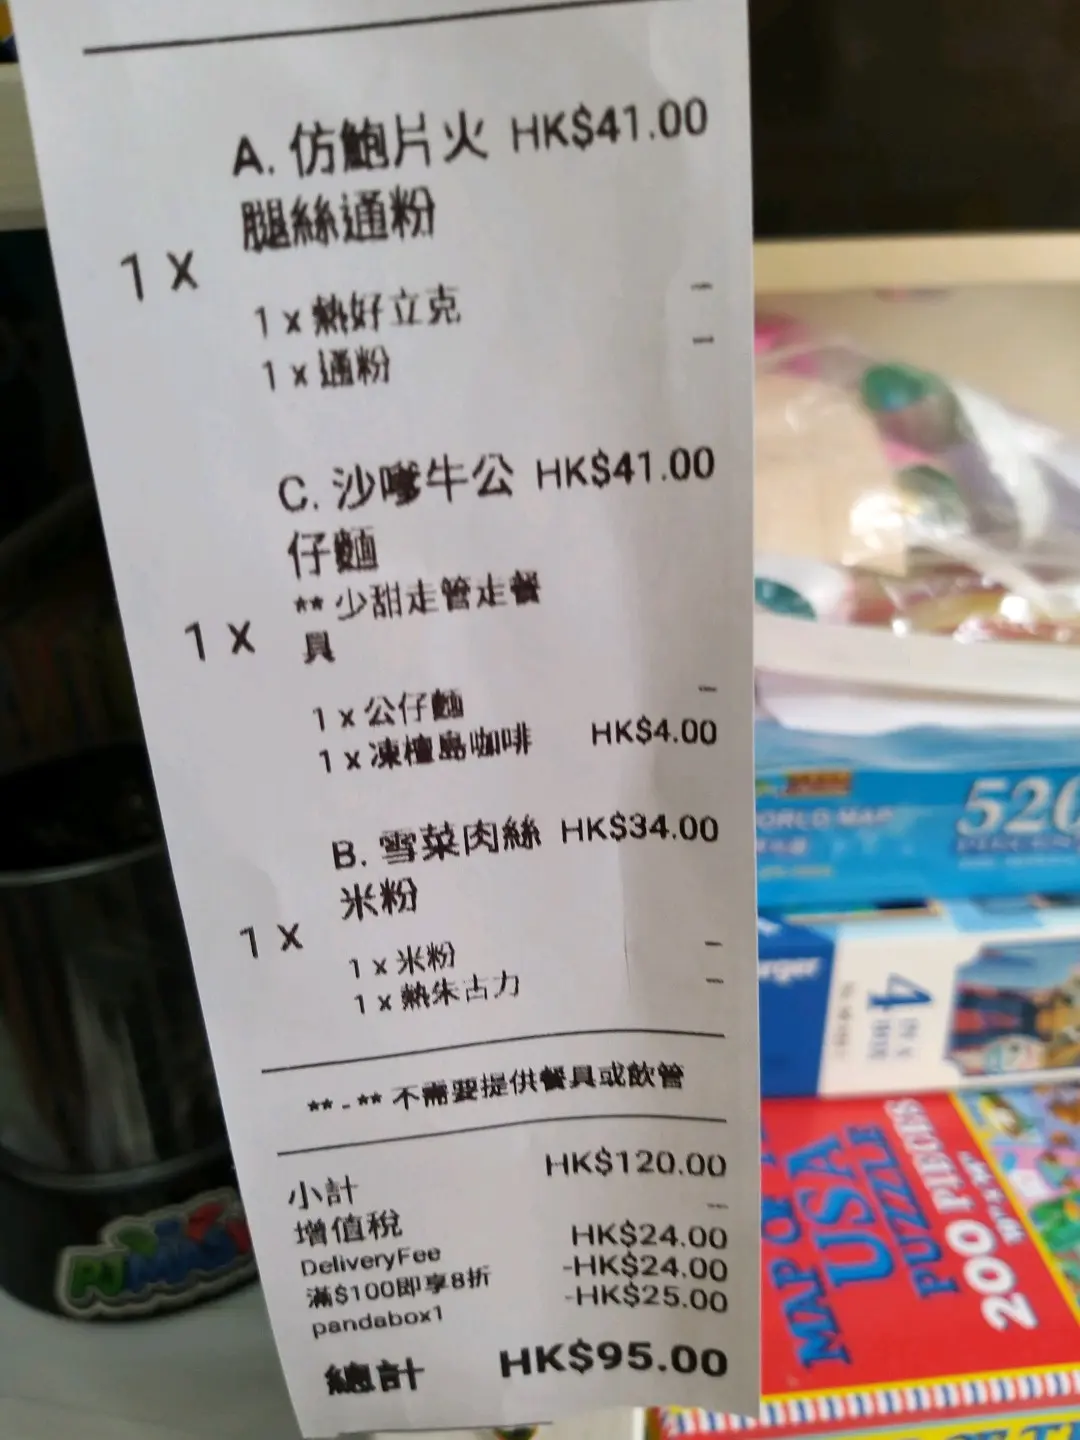 A. 仿鮑片火 HK$41.00
腿絲通粉
1 x
1 x 熱好立克 –
1 x 通粉 –
C. 沙嗲牛公 HK$41.00
仔麵
** 少甜走管走餐
具
1 x
1 x 公仔麵 –
1 x 凍檀島咖啡 HK$4.00
B. 雪菜肉絲 HK$34.00
米粉
1 x
1 x 米粉 –
1 x 熱朱古力 –
** - ** 不需要提供餐具或飲管
小計 HK$120.00
增值稅 –
DeliveryFee HK$24.00
滿$100即享8折 -HK$24.00
pandabox1 -HK$25.00
總計 HK$95.00
PJ MAS
520
WORLD MAP
4
IN A
BOX
MAP OF
USA
PUZZLE
200 PIECES